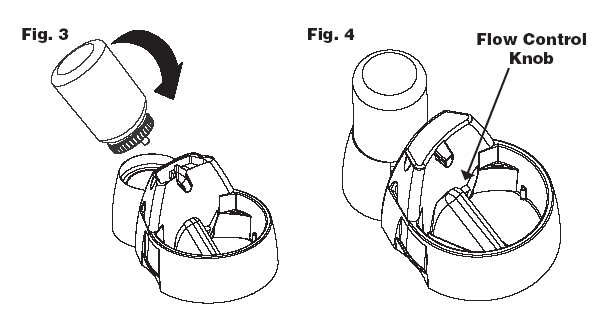 Fig. 3
Fig. 4
Flow Control
Knob